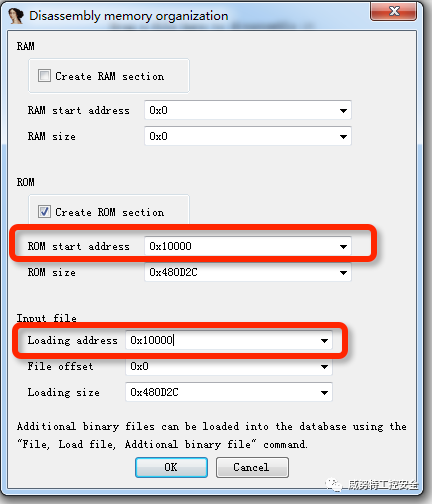 Disassembly memory organization
RAM
Create RAM section
RAM start address 0x0
RAM size 0x0
ROM
Create ROM section
ROM start address 0x10000
ROM size 0x480D2C
Input file
Loading address 0x10000
File offset 0x0
Loading size 0x480D2C
Additional binary files can be loaded into the database using the
"File, Load file, Addtional binary file" command.
OK Cancel
威努特工控安全